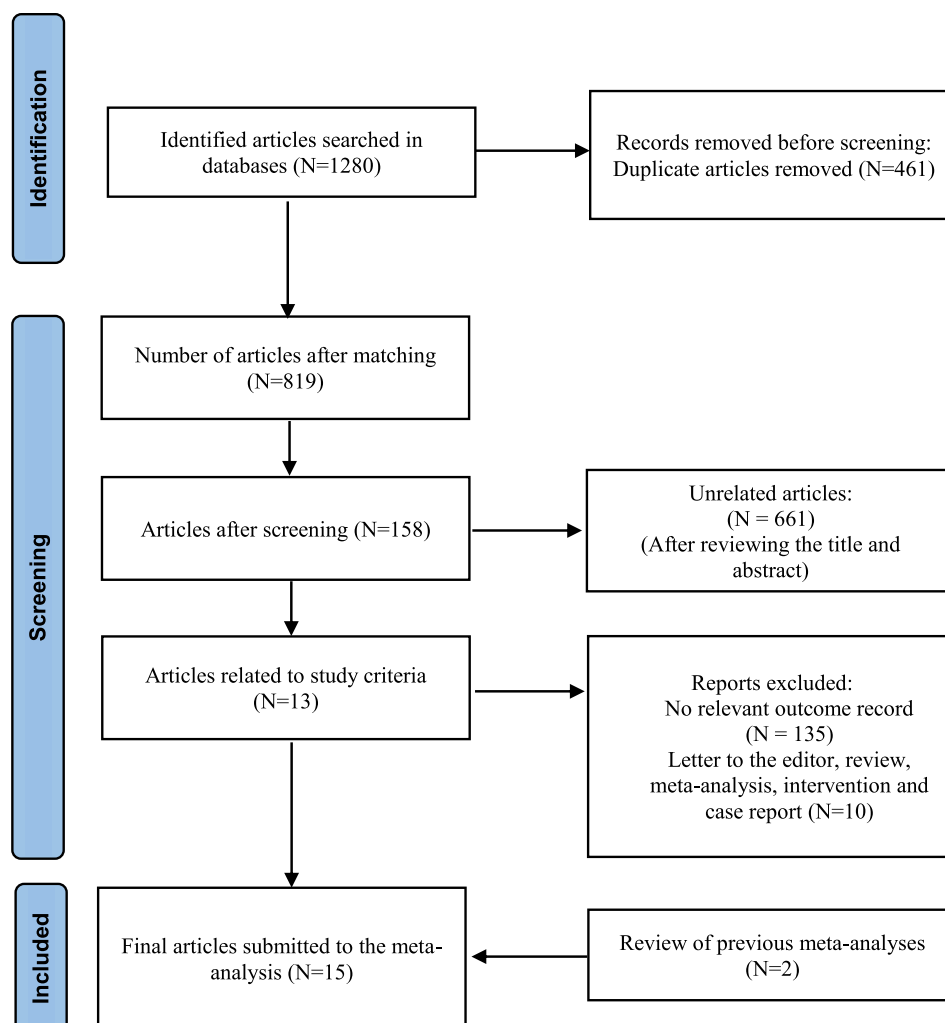 Identification
Identified articles searched in
databases (N=1280)
Records removed before screening:
Duplicate articles removed (N=461)
Screening
Number of articles after matching
(N=819)
Articles after screening (N=158)
Unrelated articles:
(N = 661)
(After reviewing the title and
abstract)
Articles related to study criteria
(N=13)
Reports excluded:
No relevant outcome record
(N = 135)
Letter to the editor, review,
meta-analysis, intervention and
case report (N=10)
Included
Final articles submitted to the meta-
analysis (N=15)
Review of previous meta-analyses
(N=2)